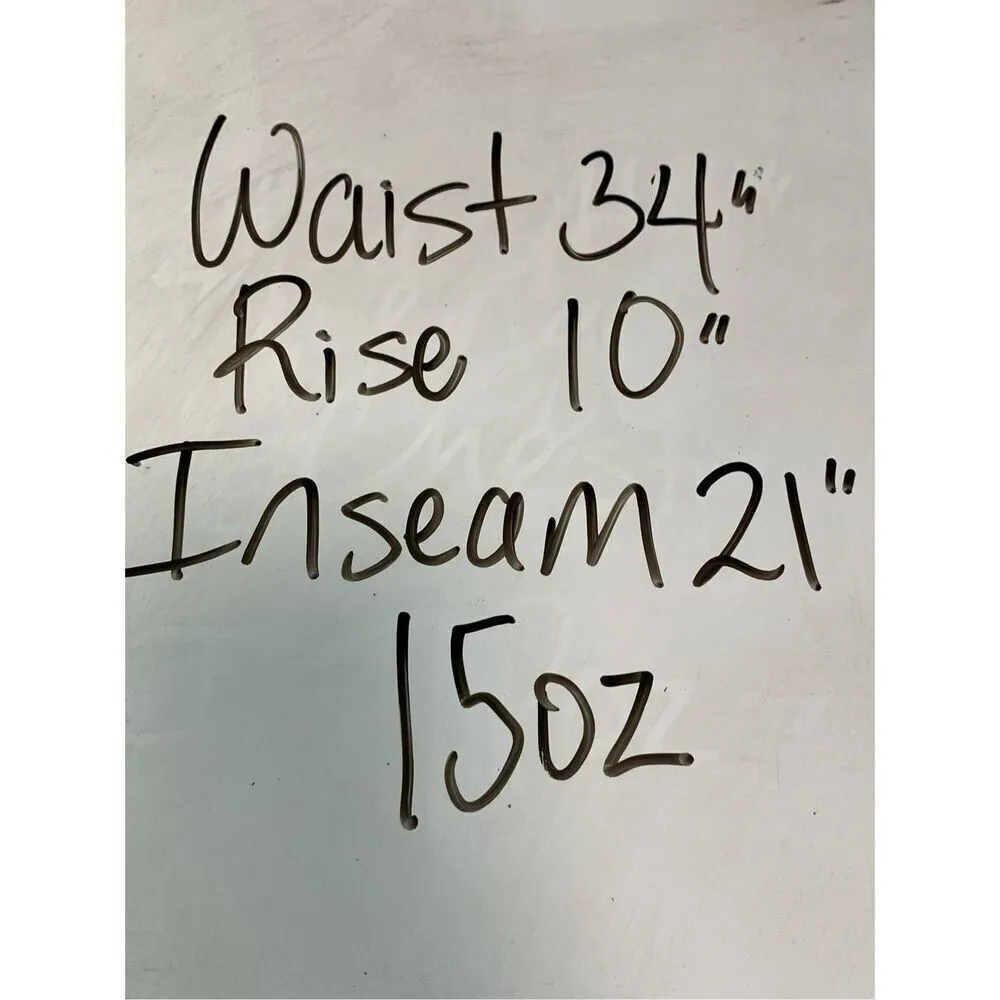 Waist 34"
Rise 10"
Inseam 21"
15oz